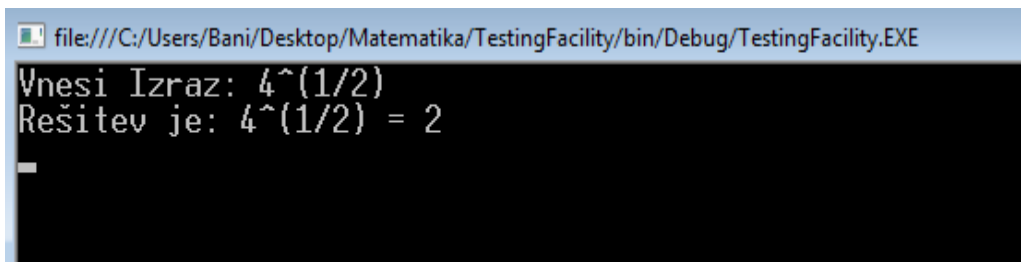 file:///C:/Users/Bani/Desktop/Matematika/TestingFacility/bin/Debug/TestingFacility.EXE
Vnesi Izraz: 4^(1/2)
Rešitev je: 4^(1/2) = 2